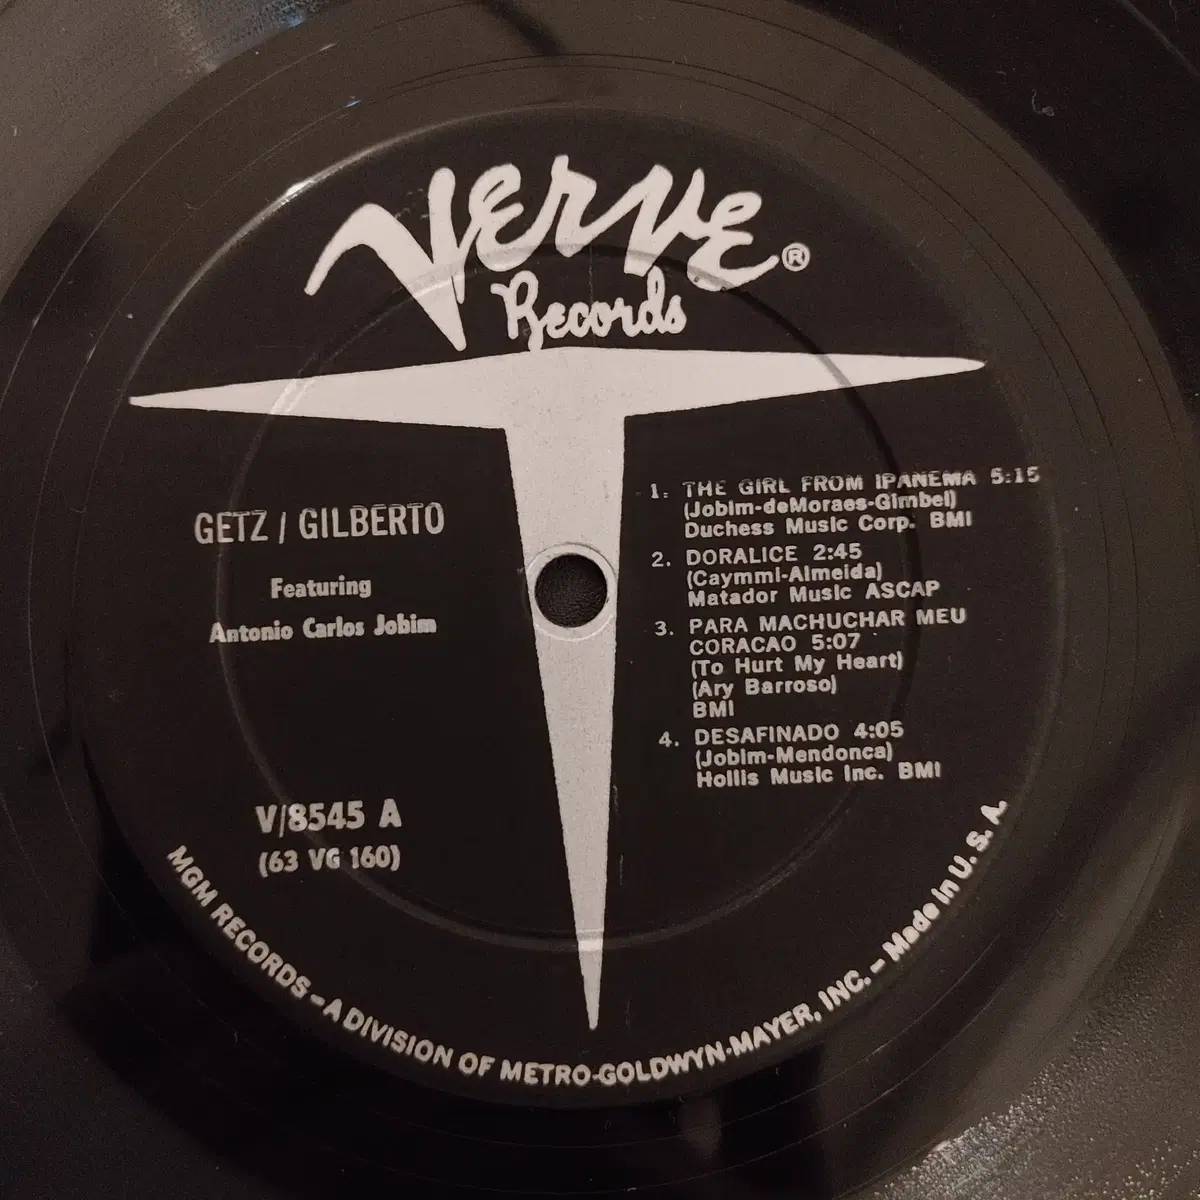 Verve ®
Records
GETZ / GILBERTO
Featuring
Antonio Carlos Jobim
V/8545 A
(63 VG 160)
1. THE GIRL FROM IPANEMA 5:15
(Jobim-deMoraes-Gimbel)
Duchess Music Corp. BMI
2. DORALICE 2:45
(Caymmi-Almeida)
Matador Music ASCAP
3. PARA MACHUCHAR MEU
CORACAO 5:07
(To Hurt My Heart)
(Ary Barroso)
BMI
4. DESAFINADO 4:05
(Jobim-Mendonca)
Hollis Music Inc. BMI
MGM RECORDS – A DIVISION OF METRO-GOLDWYN-MAYER, INC. – Made in U. S. A.